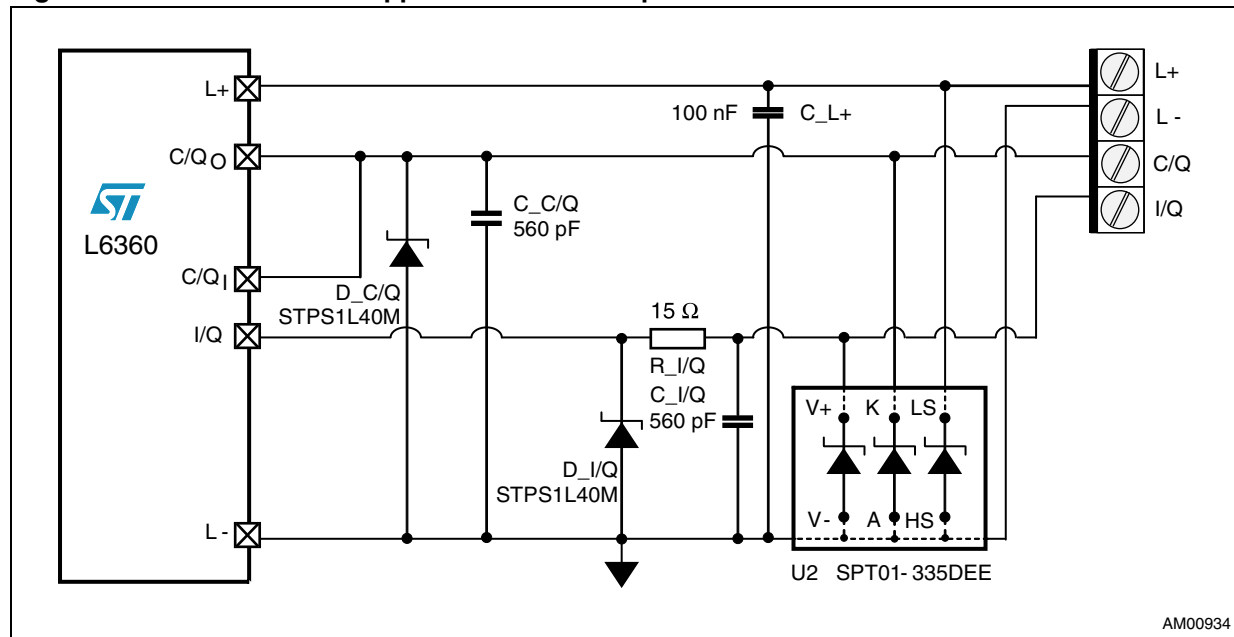 L+
C/QO
C/QI
I/Q
L -
ST
L6360
D_C/Q
STPS1L40M
C_C/Q
560 pF
100 nF
C_L+
15 Ω
R_I/Q
C_I/Q
560 pF
D_I/Q
STPS1L40M
V+ K LS
V- A HS
U2 SPT01- 335DEE
L+
L -
C/Q
I/Q
AM00934